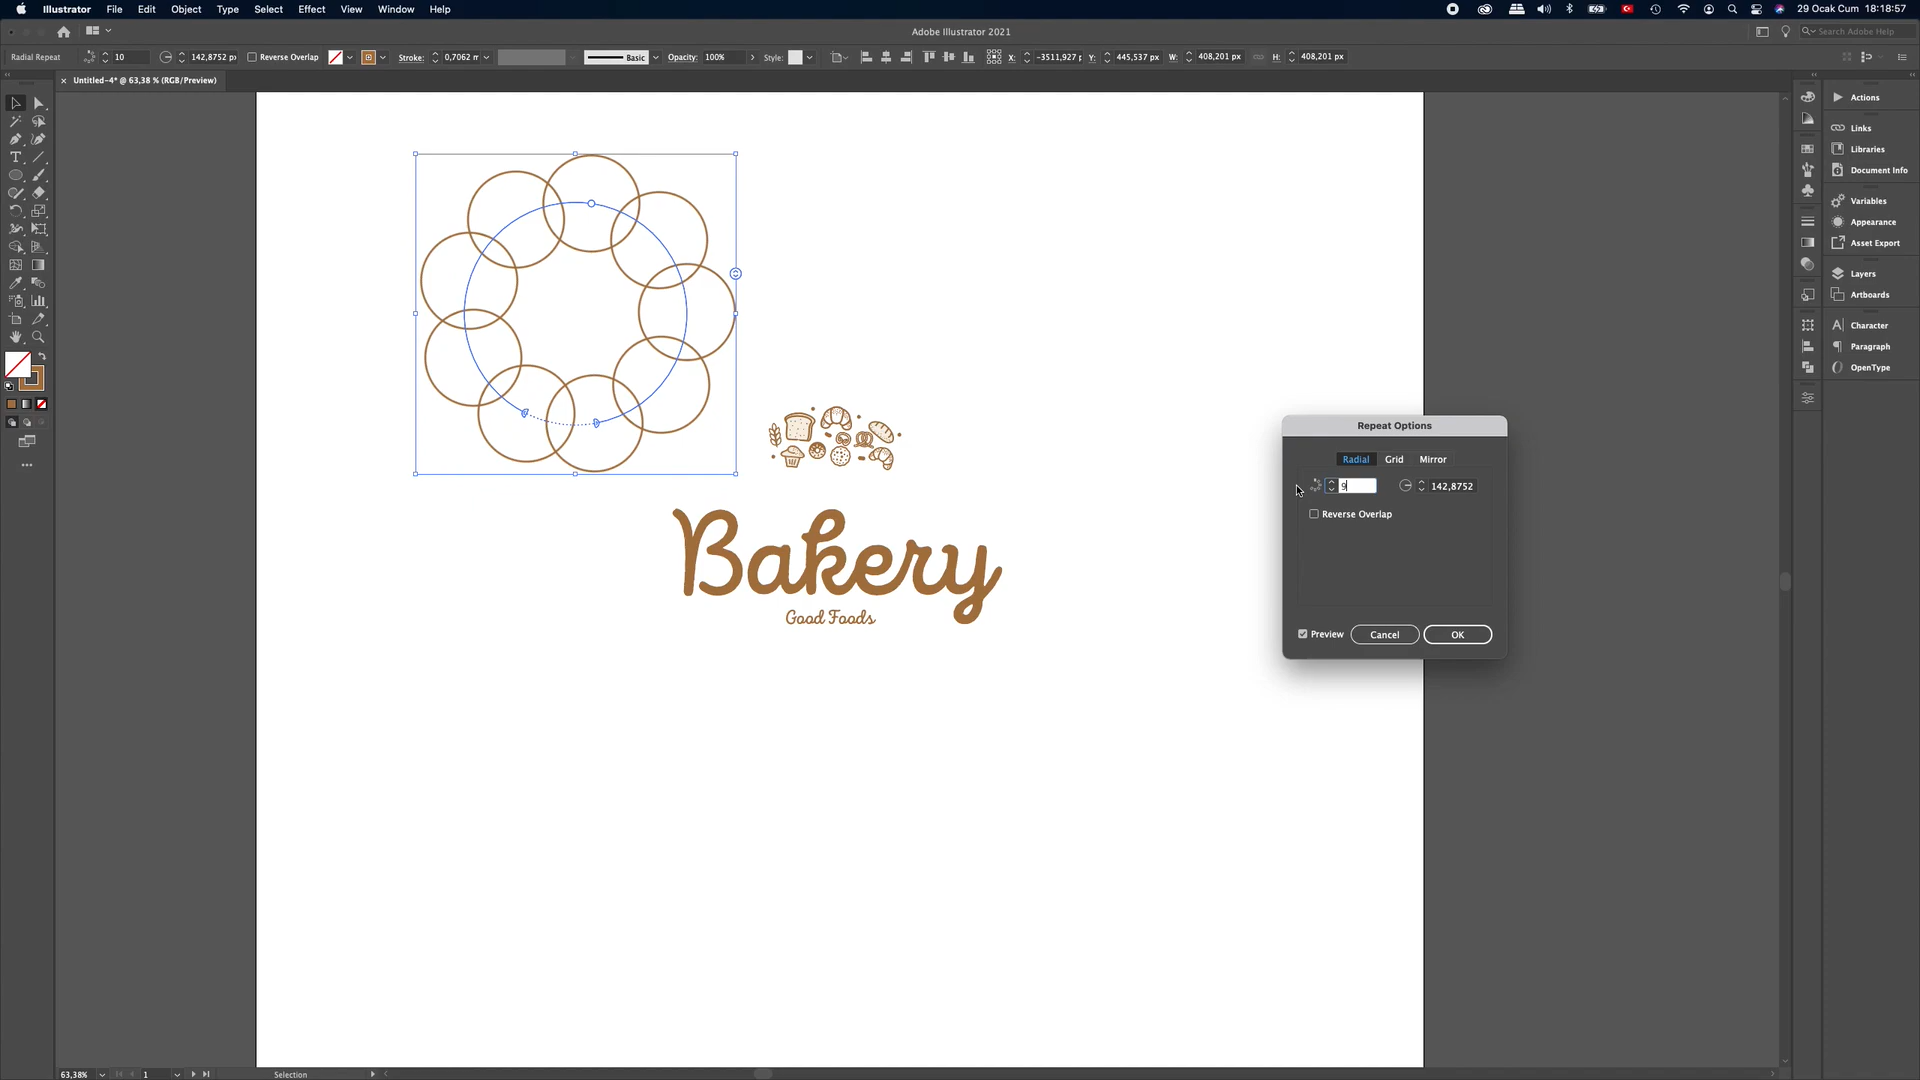 Illustrator File Edit Object Type Select Effect View Window Help 29 Ocak Cum 18:18:57
Adobe Illustrator 2021 Search Adobe Help
Radial Repeat 10 142,8752 px Reverse Overlap Stroke: 0,7062 Basic Opacity: 100% Style: X: -3511,927 Y: 445,537 px W: 408,201 px H: 408,201 px
× Untitled-4* @ 63,38 % (RGB/Preview)
Actions
Links
Libraries
Document Info
Variables
Appearance
Asset Export
Layers
Artboards
Character
Paragraph
OpenType
Repeat Options
Radial Grid Mirror
9 142,8752
Reverse Overlap
Preview Cancel OK
Bakery
Good Foods
63,38% 1 Selection